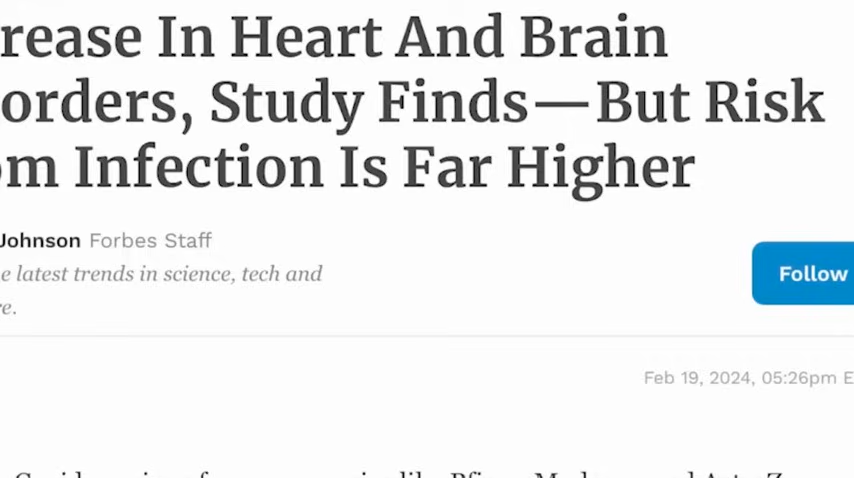 rease In Heart And Brain
orders, Study Finds—But Risk
om Infection Is Far Higher
Johnson Forbes Staff
e latest trends in science, tech and
re.
Follow
Feb 19, 2024, 05:26pm E